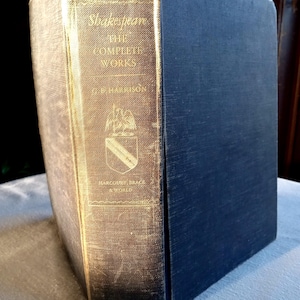 Shakespeare
THE
COMPLETE
WORKS
G. B. HARRISON
HARCOURT, BRACE
& WORLD